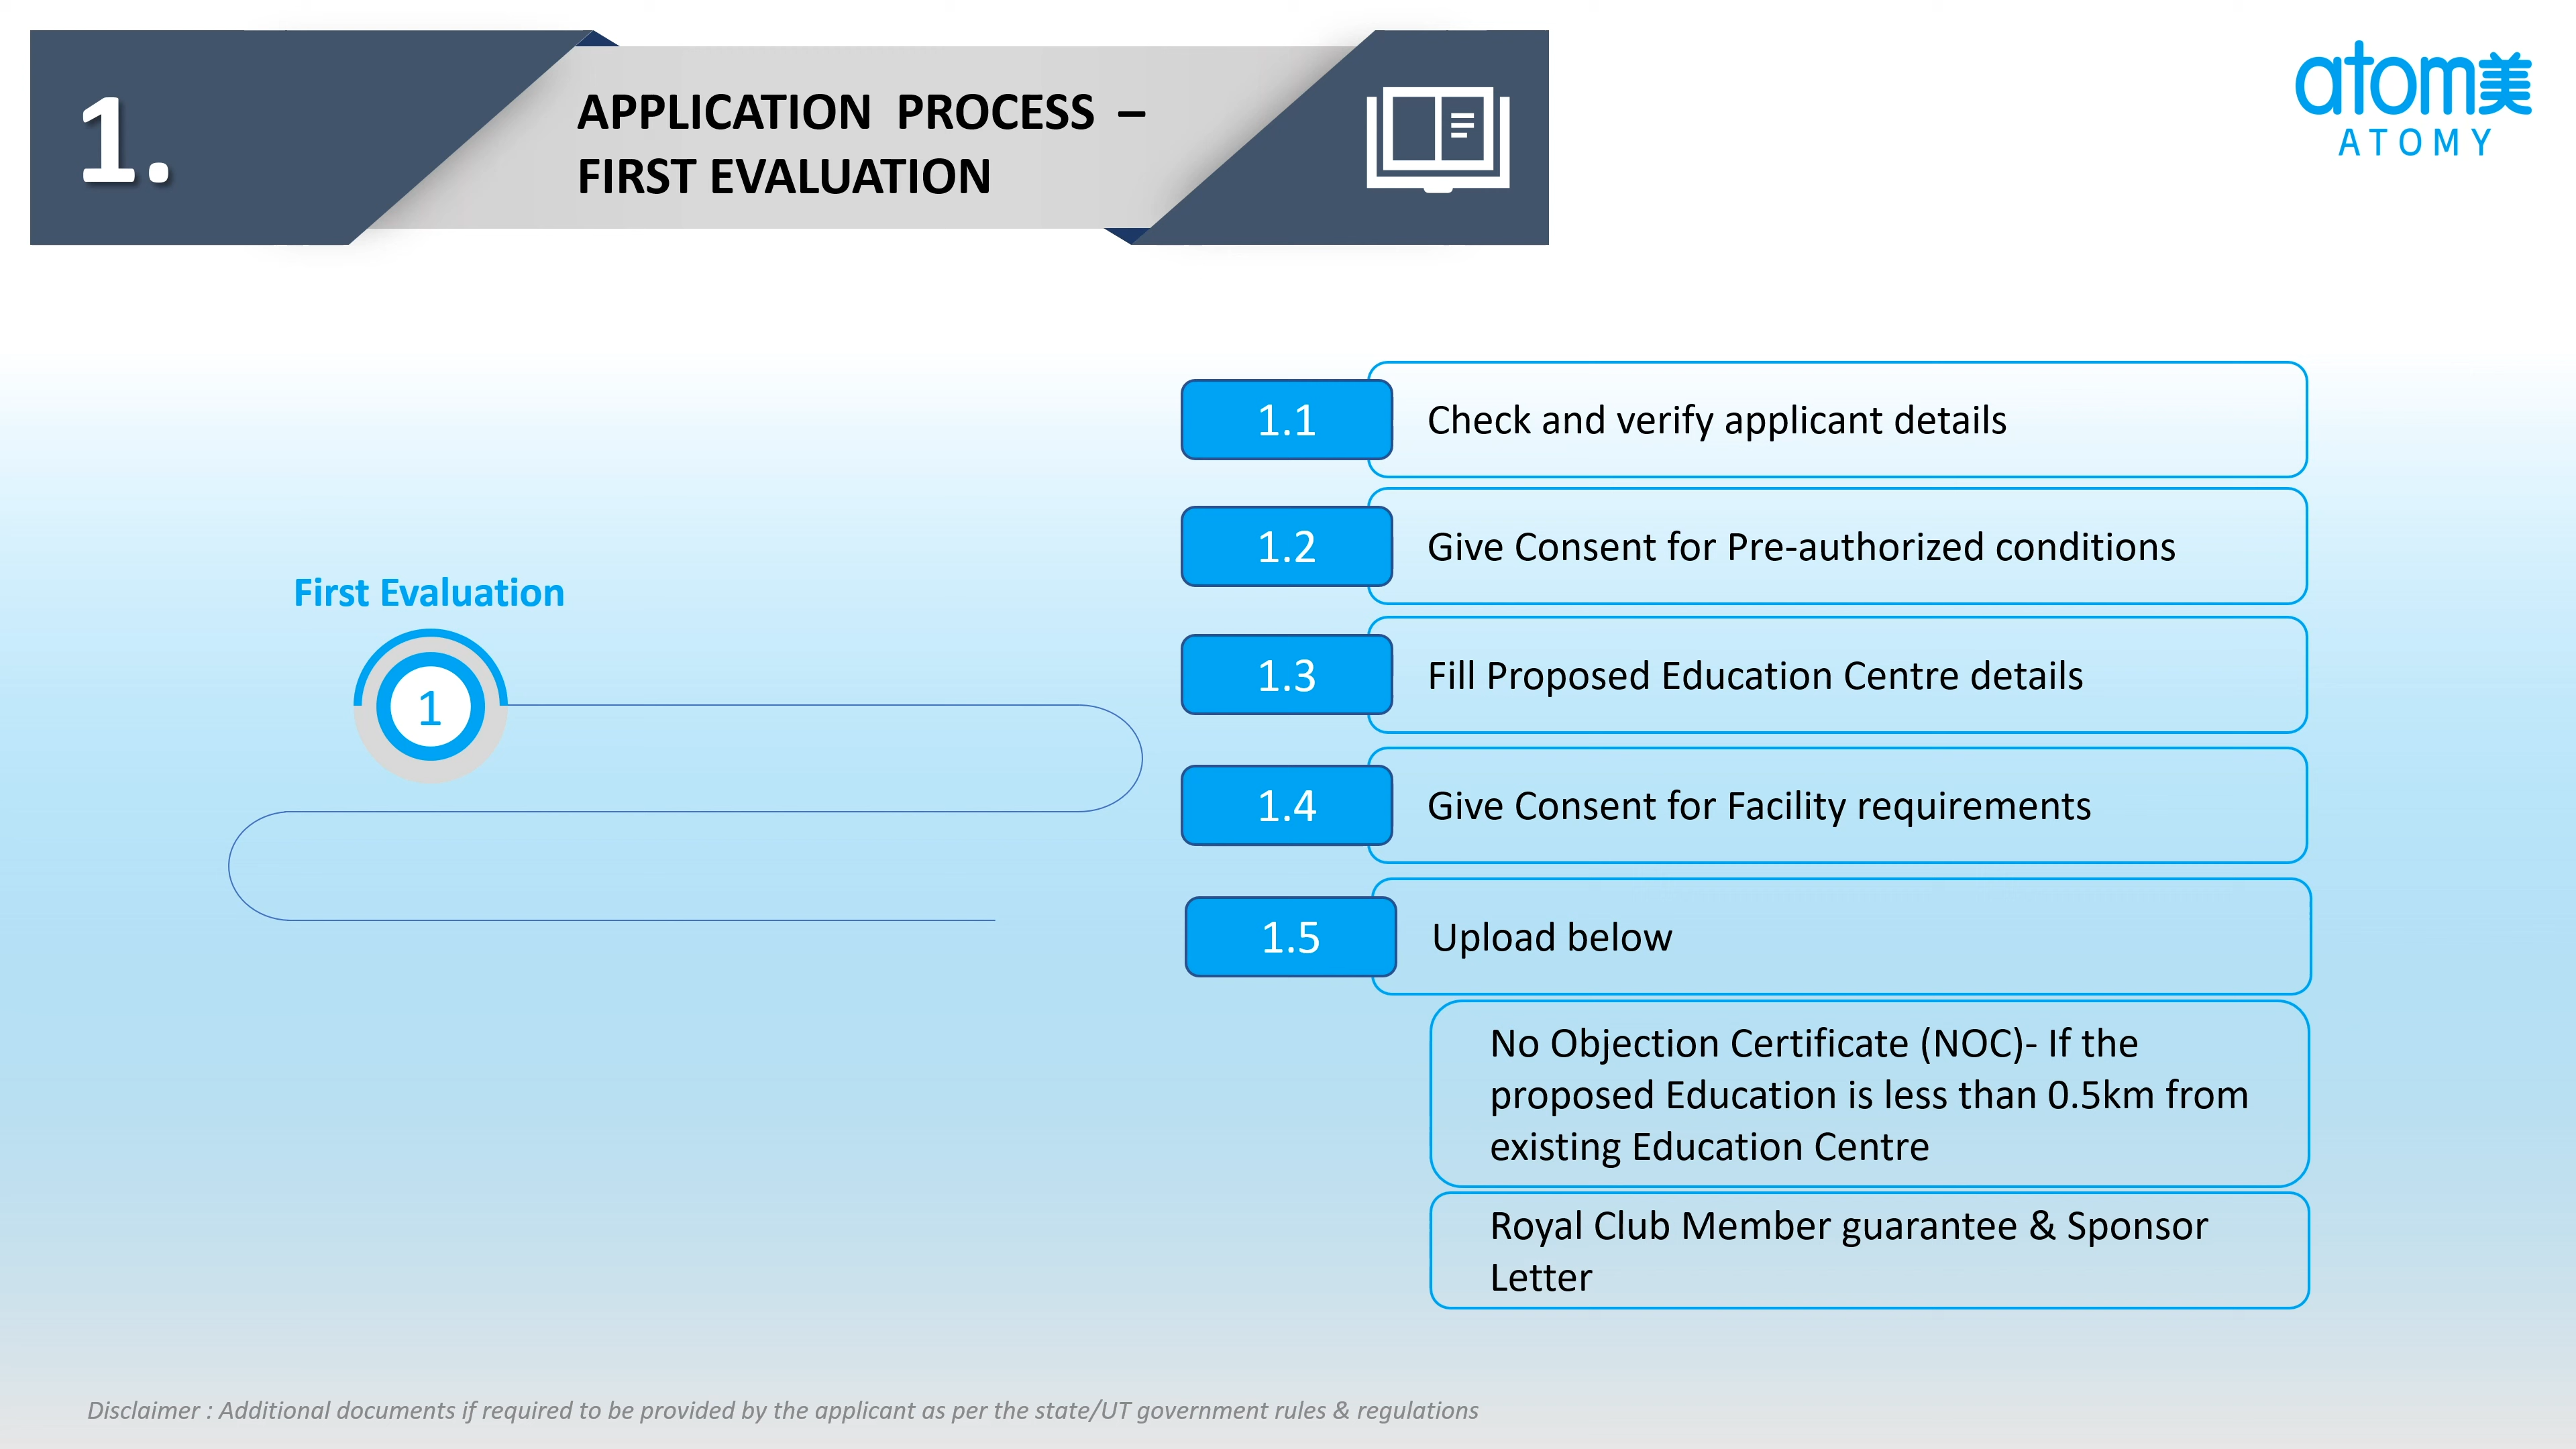 1.
APPLICATION PROCESS –
FIRST EVALUATION
atom美
ATOMY
First Evaluation
1
1.1
Check and verify applicant details
1.2
Give Consent for Pre-authorized conditions
1.3
Fill Proposed Education Centre details
1.4
Give Consent for Facility requirements
1.5
Upload below
No Objection Certificate (NOC)- If the
proposed Education is less than 0.5km from
existing Education Centre
Royal Club Member guarantee & Sponsor
Letter
Disclaimer : Additional documents if required to be provided by the applicant as per the state/UT government rules & regulations